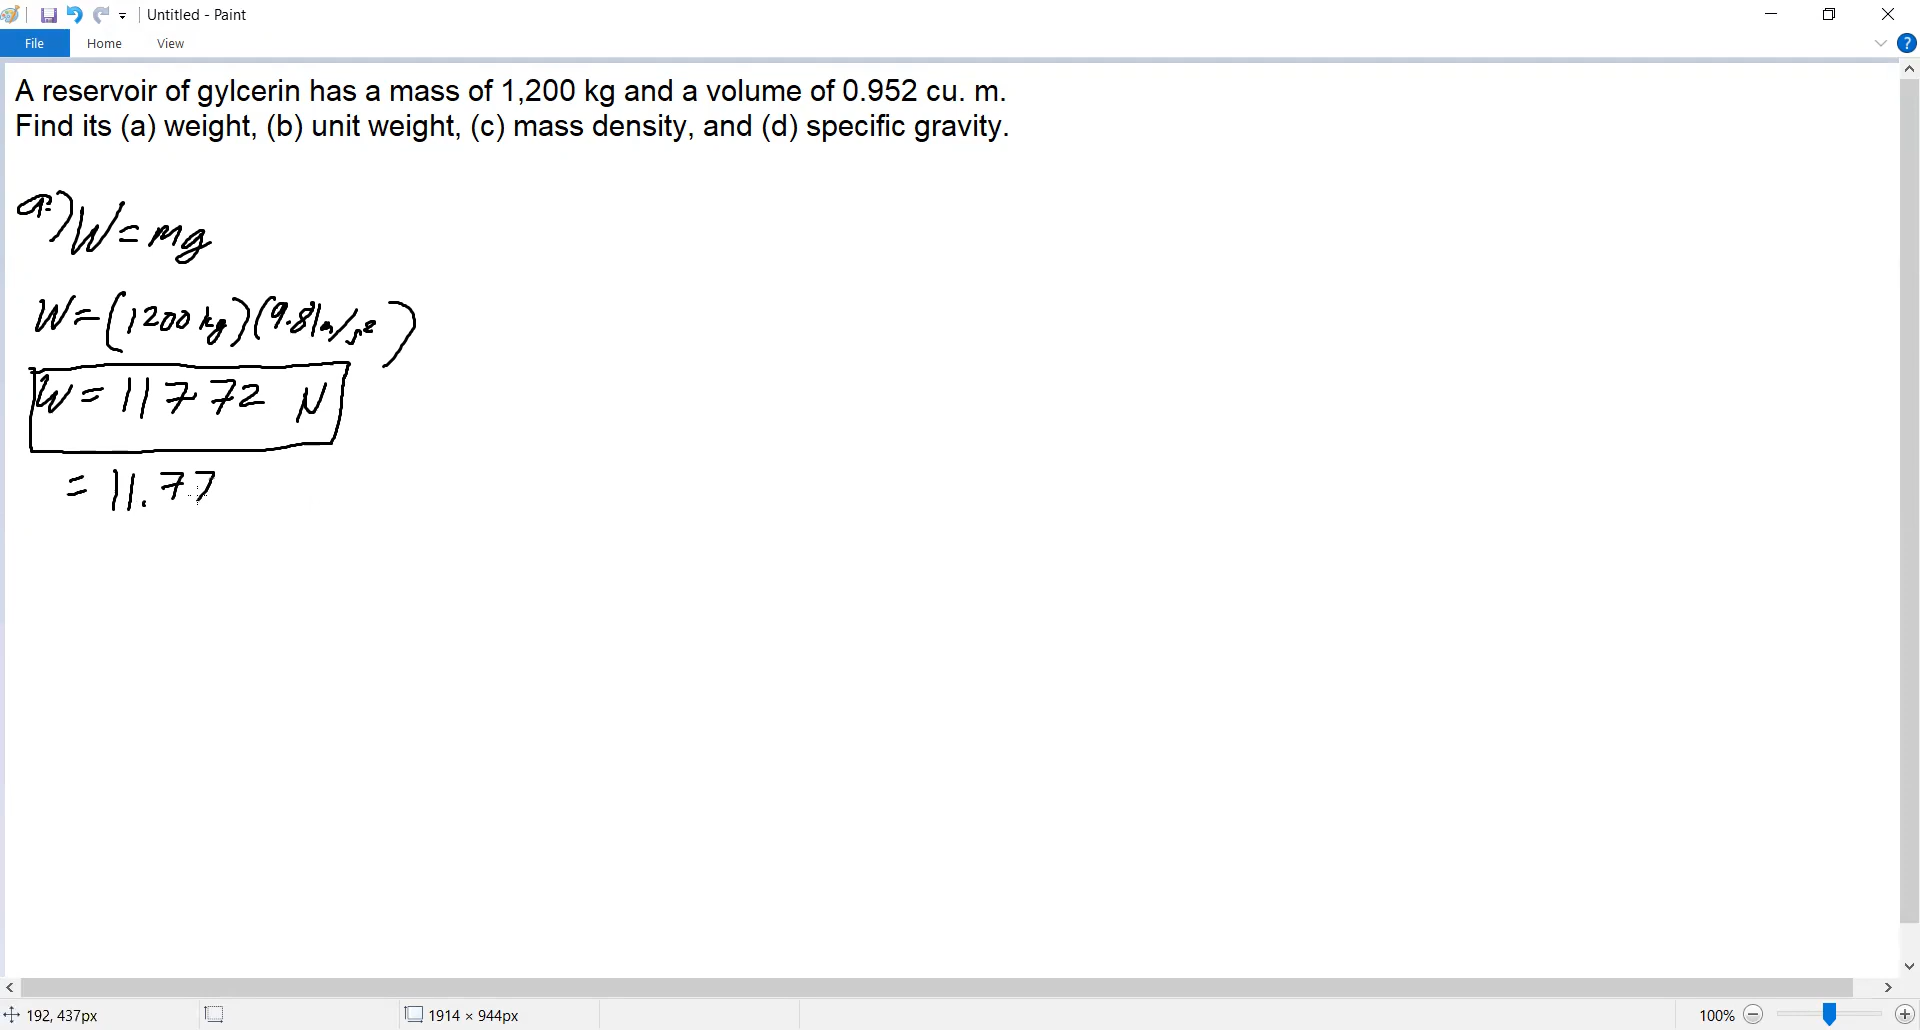 Untitled - Paint
File Home View ?
A reservoir of gylcerin has a mass of 1,200 kg and a volume of 0.952 cu. m.
Find its (a) weight, (b) unit weight, (c) mass density, and (d) specific gravity.
a.) W = mg
W = (1200 kg)(9.81 m/s²)
W = 11772 N
= 11.77
192, 437px 1914 × 944px 100%